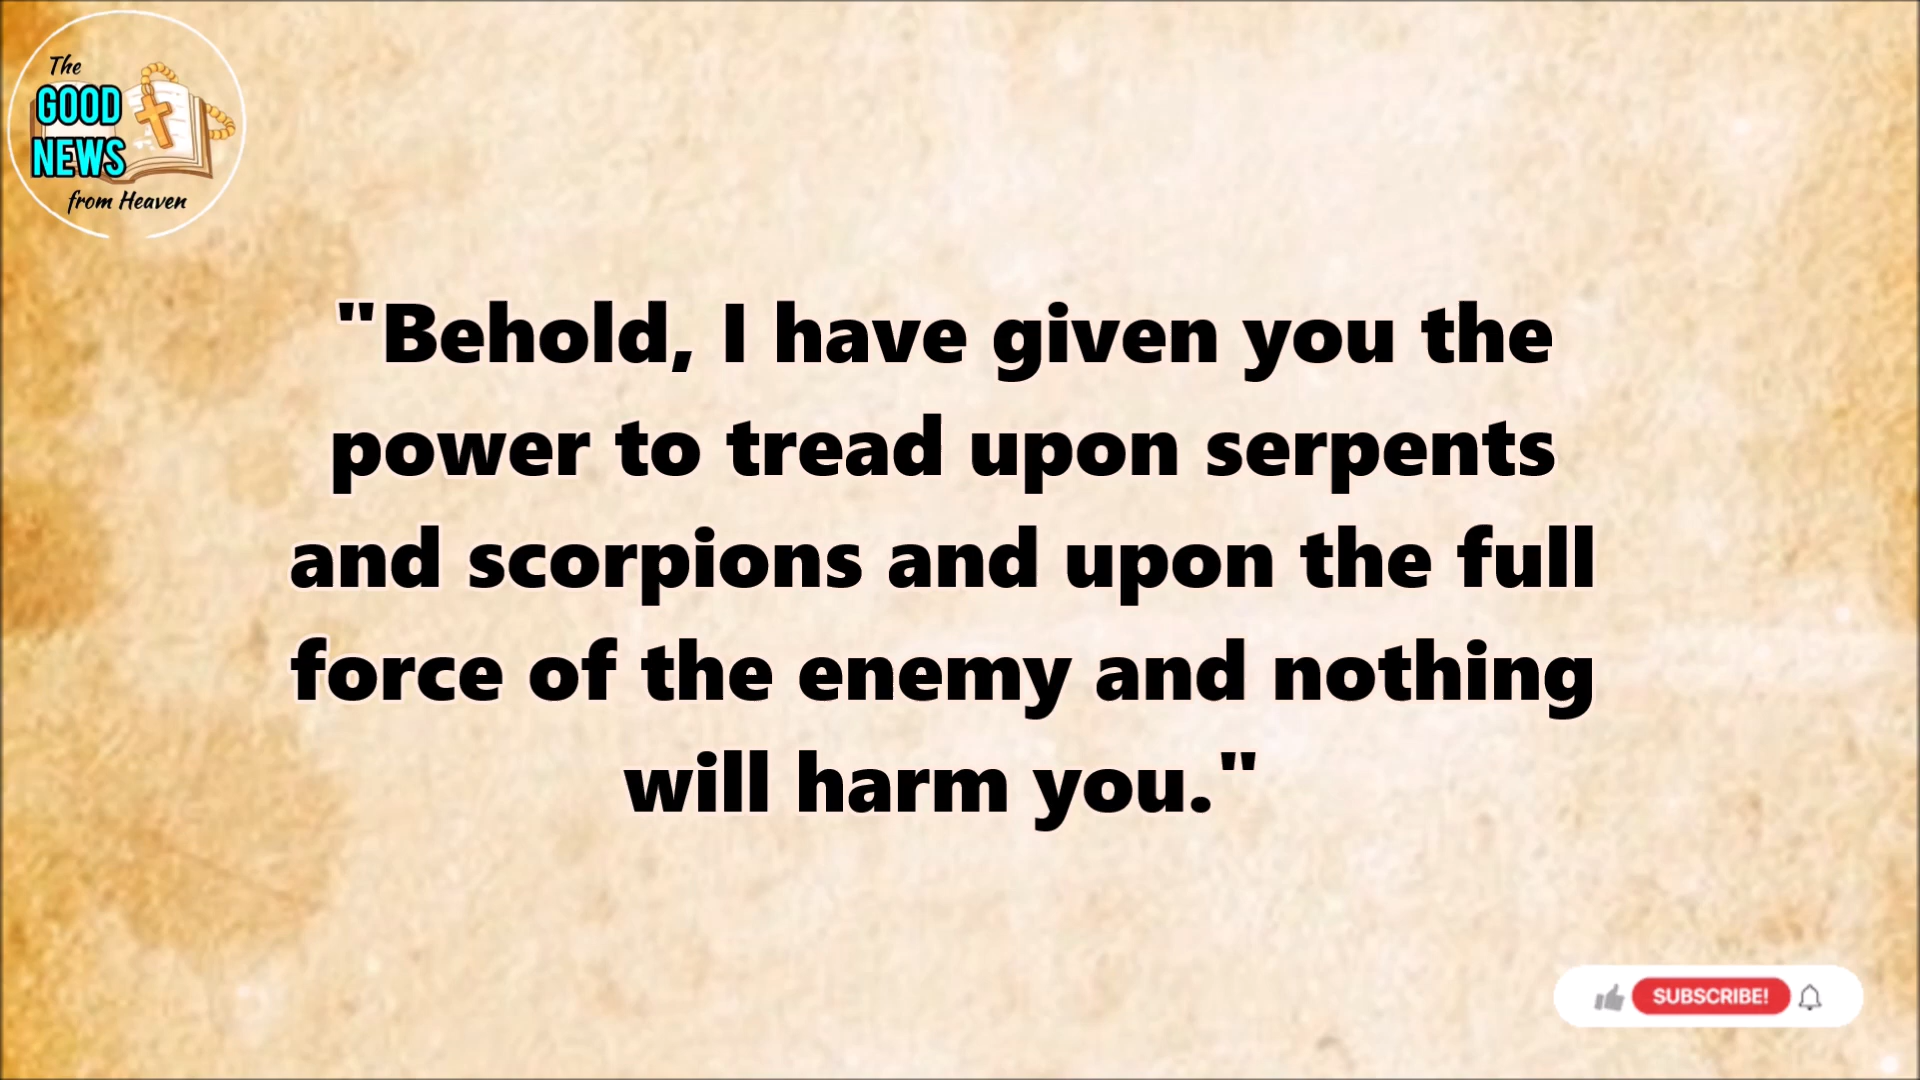 The
GOOD
NEWS
from Heaven
"Behold, I have given you the
power to tread upon serpents
and scorpions and upon the full
force of the enemy and nothing
will harm you."
SUBSCRIBE!